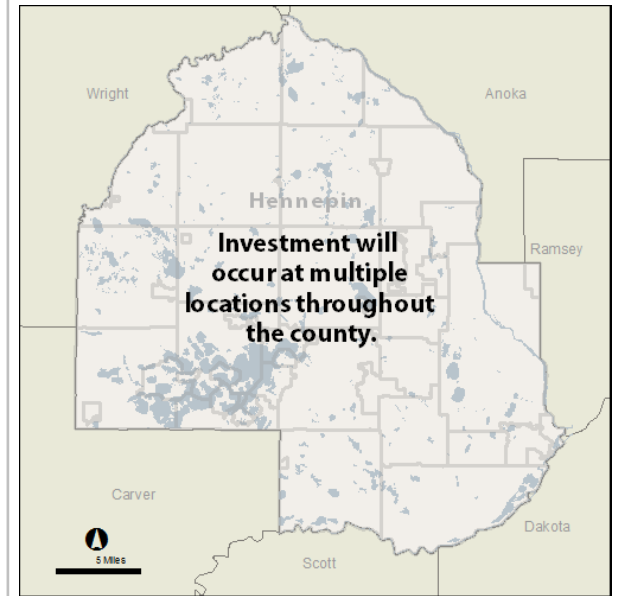 Wright
Anoka
Hennepin
Ramsey
Investment will
occur at multiple
locations throughout
the county.
Carver
Dakota
Scott
5 Miles